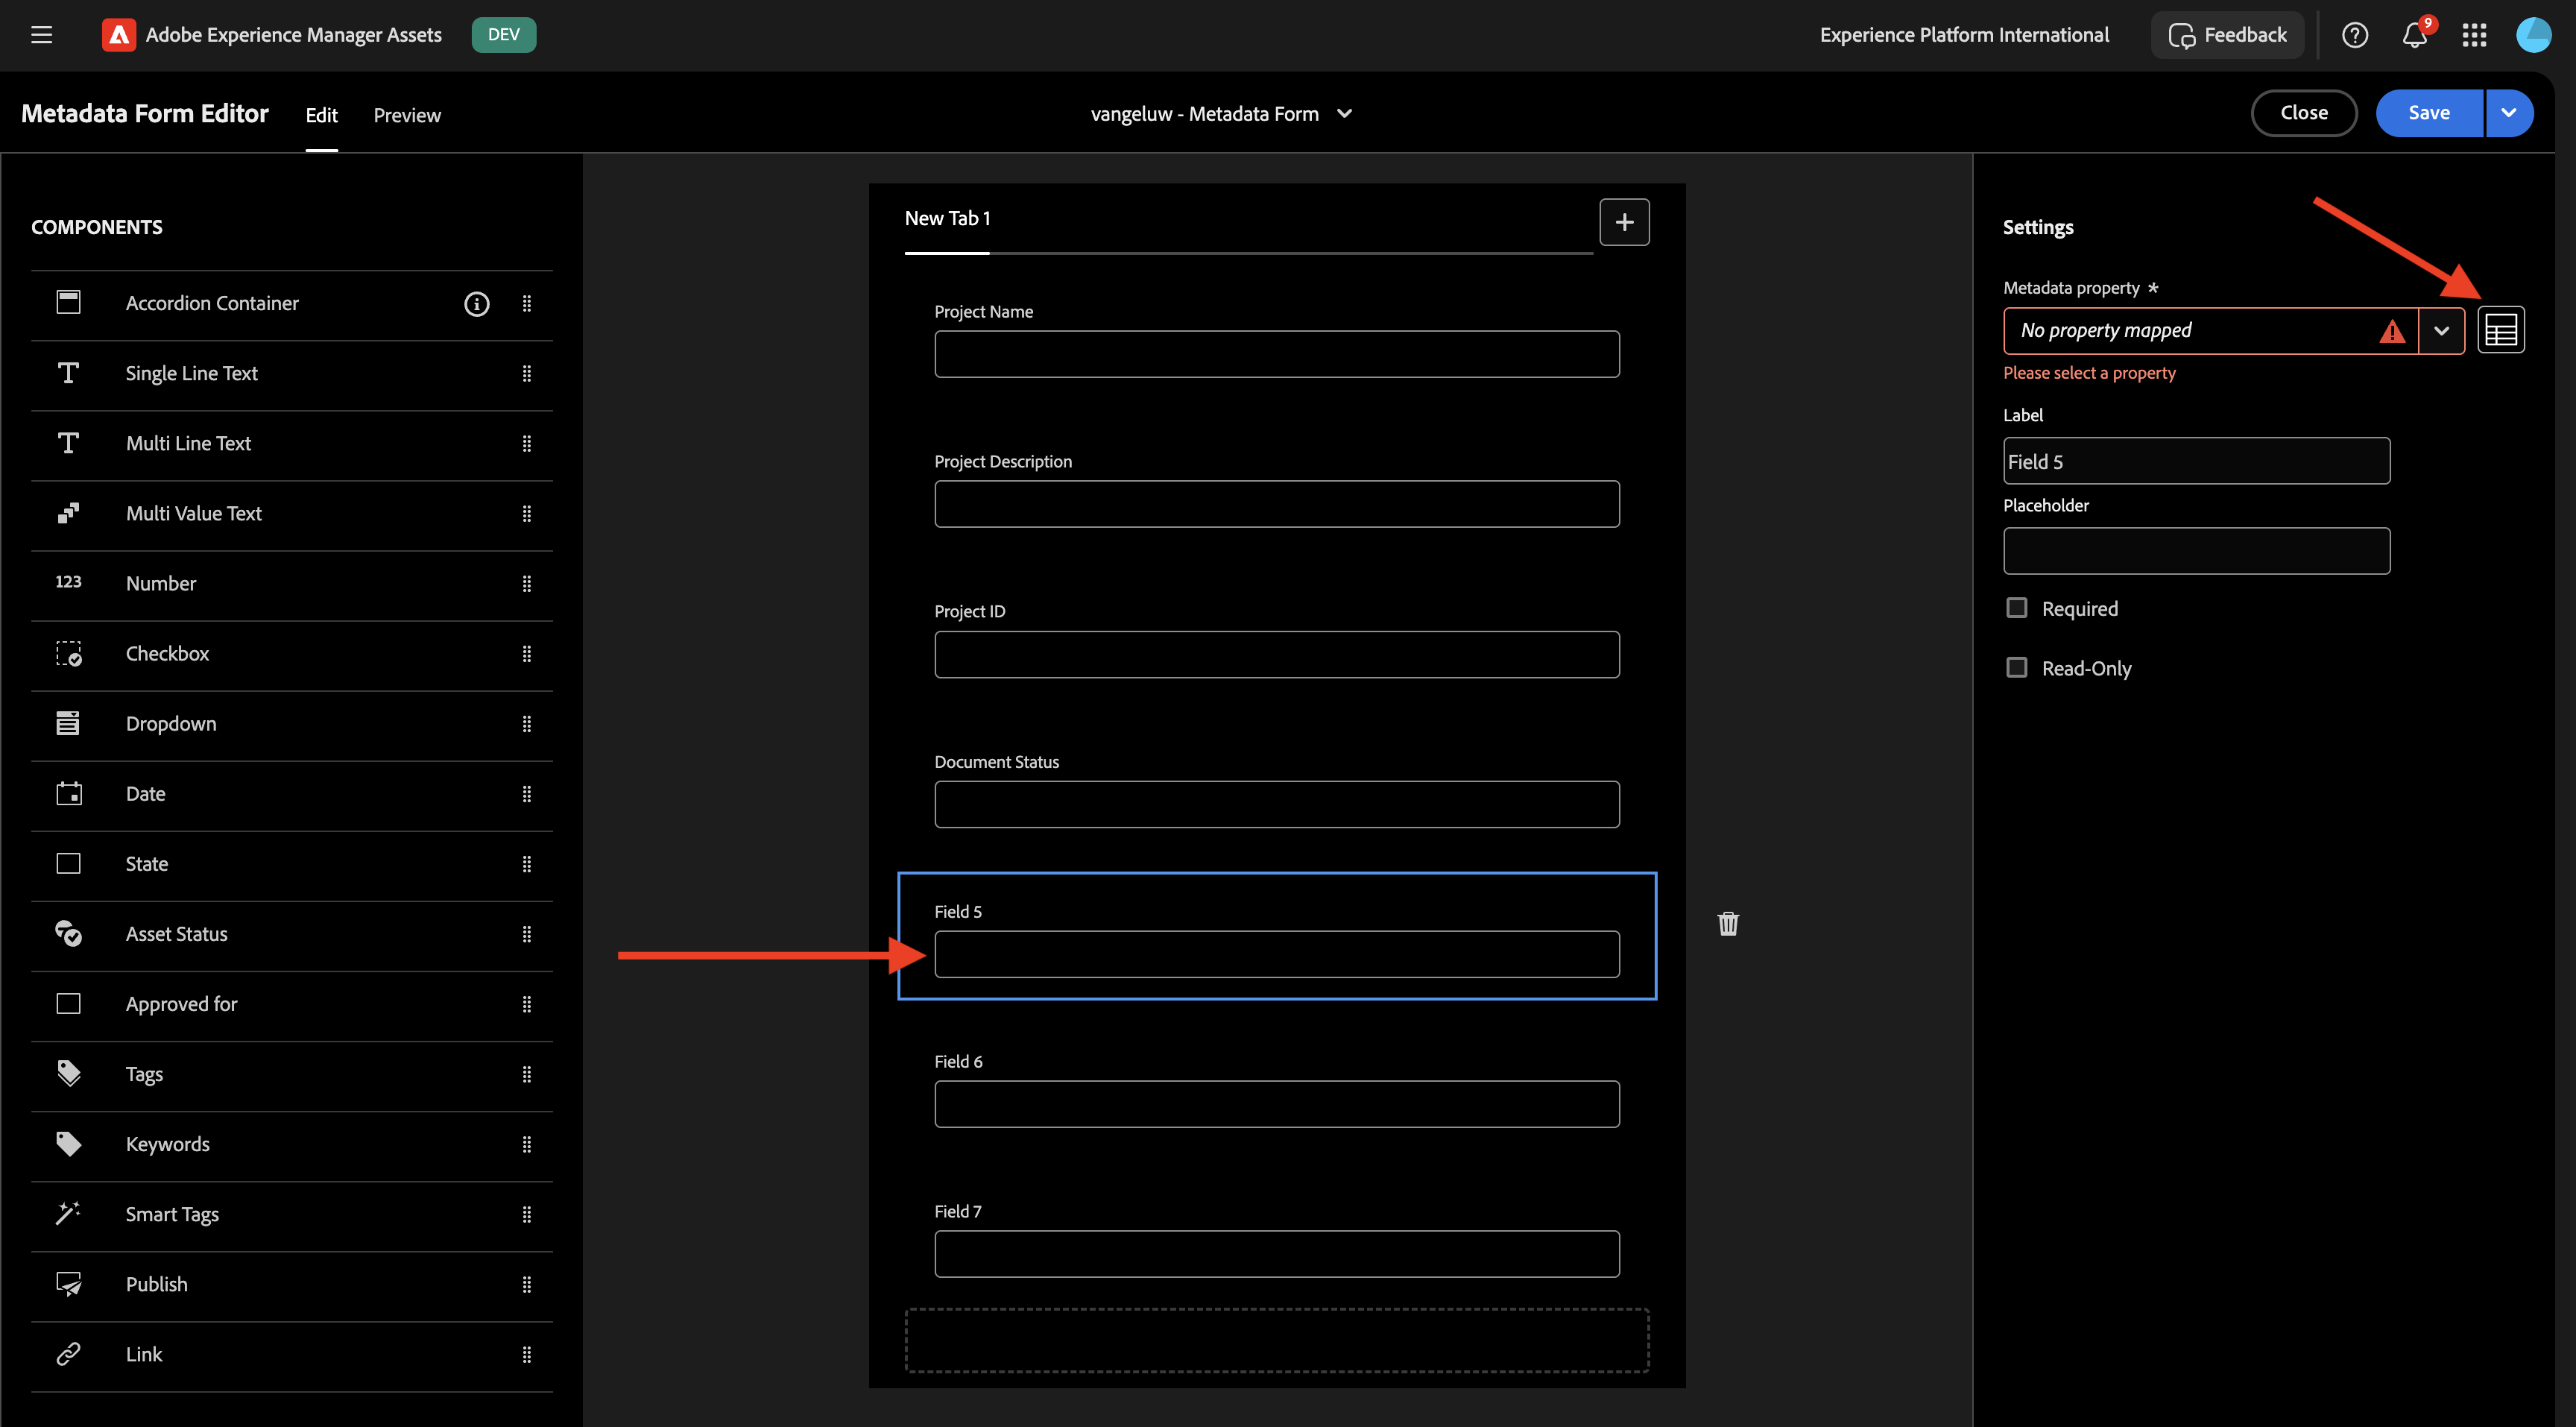 Adobe Experience Manager Assets
DEV
Experience Platform International
Feedback
9
Metadata Form Editor
Edit
Preview
vangeluw - Metadata Form
Close
Save
COMPONENTS
Accordion Container
Single Line Text
Multi Line Text
Multi Value Text
123
Number
Checkbox
Dropdown
Date
State
Asset Status
Approved for
Tags
Keywords
Smart Tags
Publish
Link
New Tab 1
Project Name
Project Description
Project ID
Document Status
Field 5
Field 6
Field 7
Settings
Metadata property *
No property mapped
Please select a property
Label
Field 5
Placeholder
Required
Read-Only